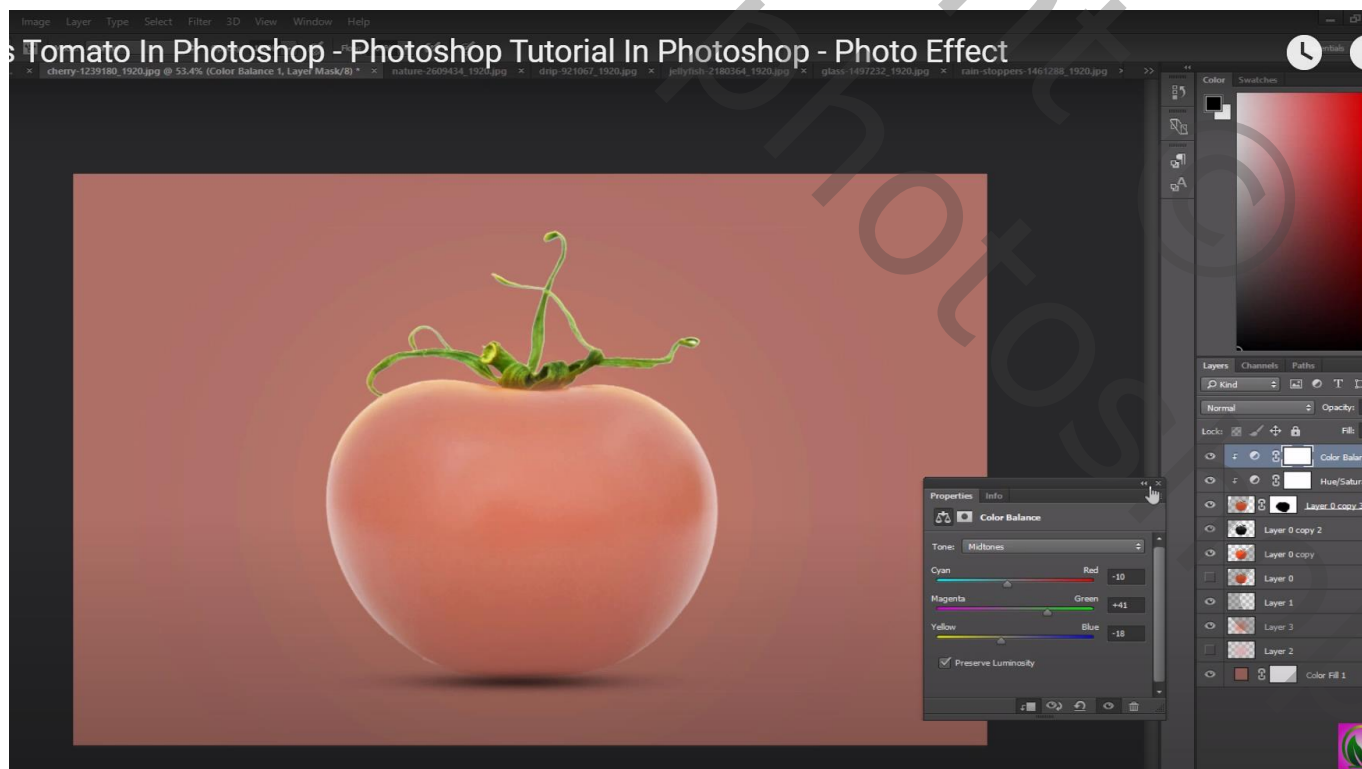 Image Layer Type Select Filter 3D View Window Help
s Tomato In Photoshop - Photoshop Tutorial In Photoshop - Photo Effect
× cherry-1239180_1920.jpg @ 53.4% (Color Balance 1, Layer Mask/8) * × nature-2609434_1920.jpg × drip-921067_1920.jpg × jellyfish-2180364_1920.jpg × glass-1497232_1920.jpg × rain-stoppers-1461288_1920.jpg
Color Swatches
Layers Channels Paths
Kind
Normal Opacity:
Lock: Fill:
Color Balan
Hue/Satur
Layer 0 copy 3
Layer 0 copy 2
Layer 0 copy
Layer 0
Layer 1
Layer 3
Layer 2
Color Fill 1
Properties Info
Color Balance
Tone: Midtones
Cyan Red -10
Magenta Green +41
Yellow Blue -18
Preserve Luminosity
©
photosho